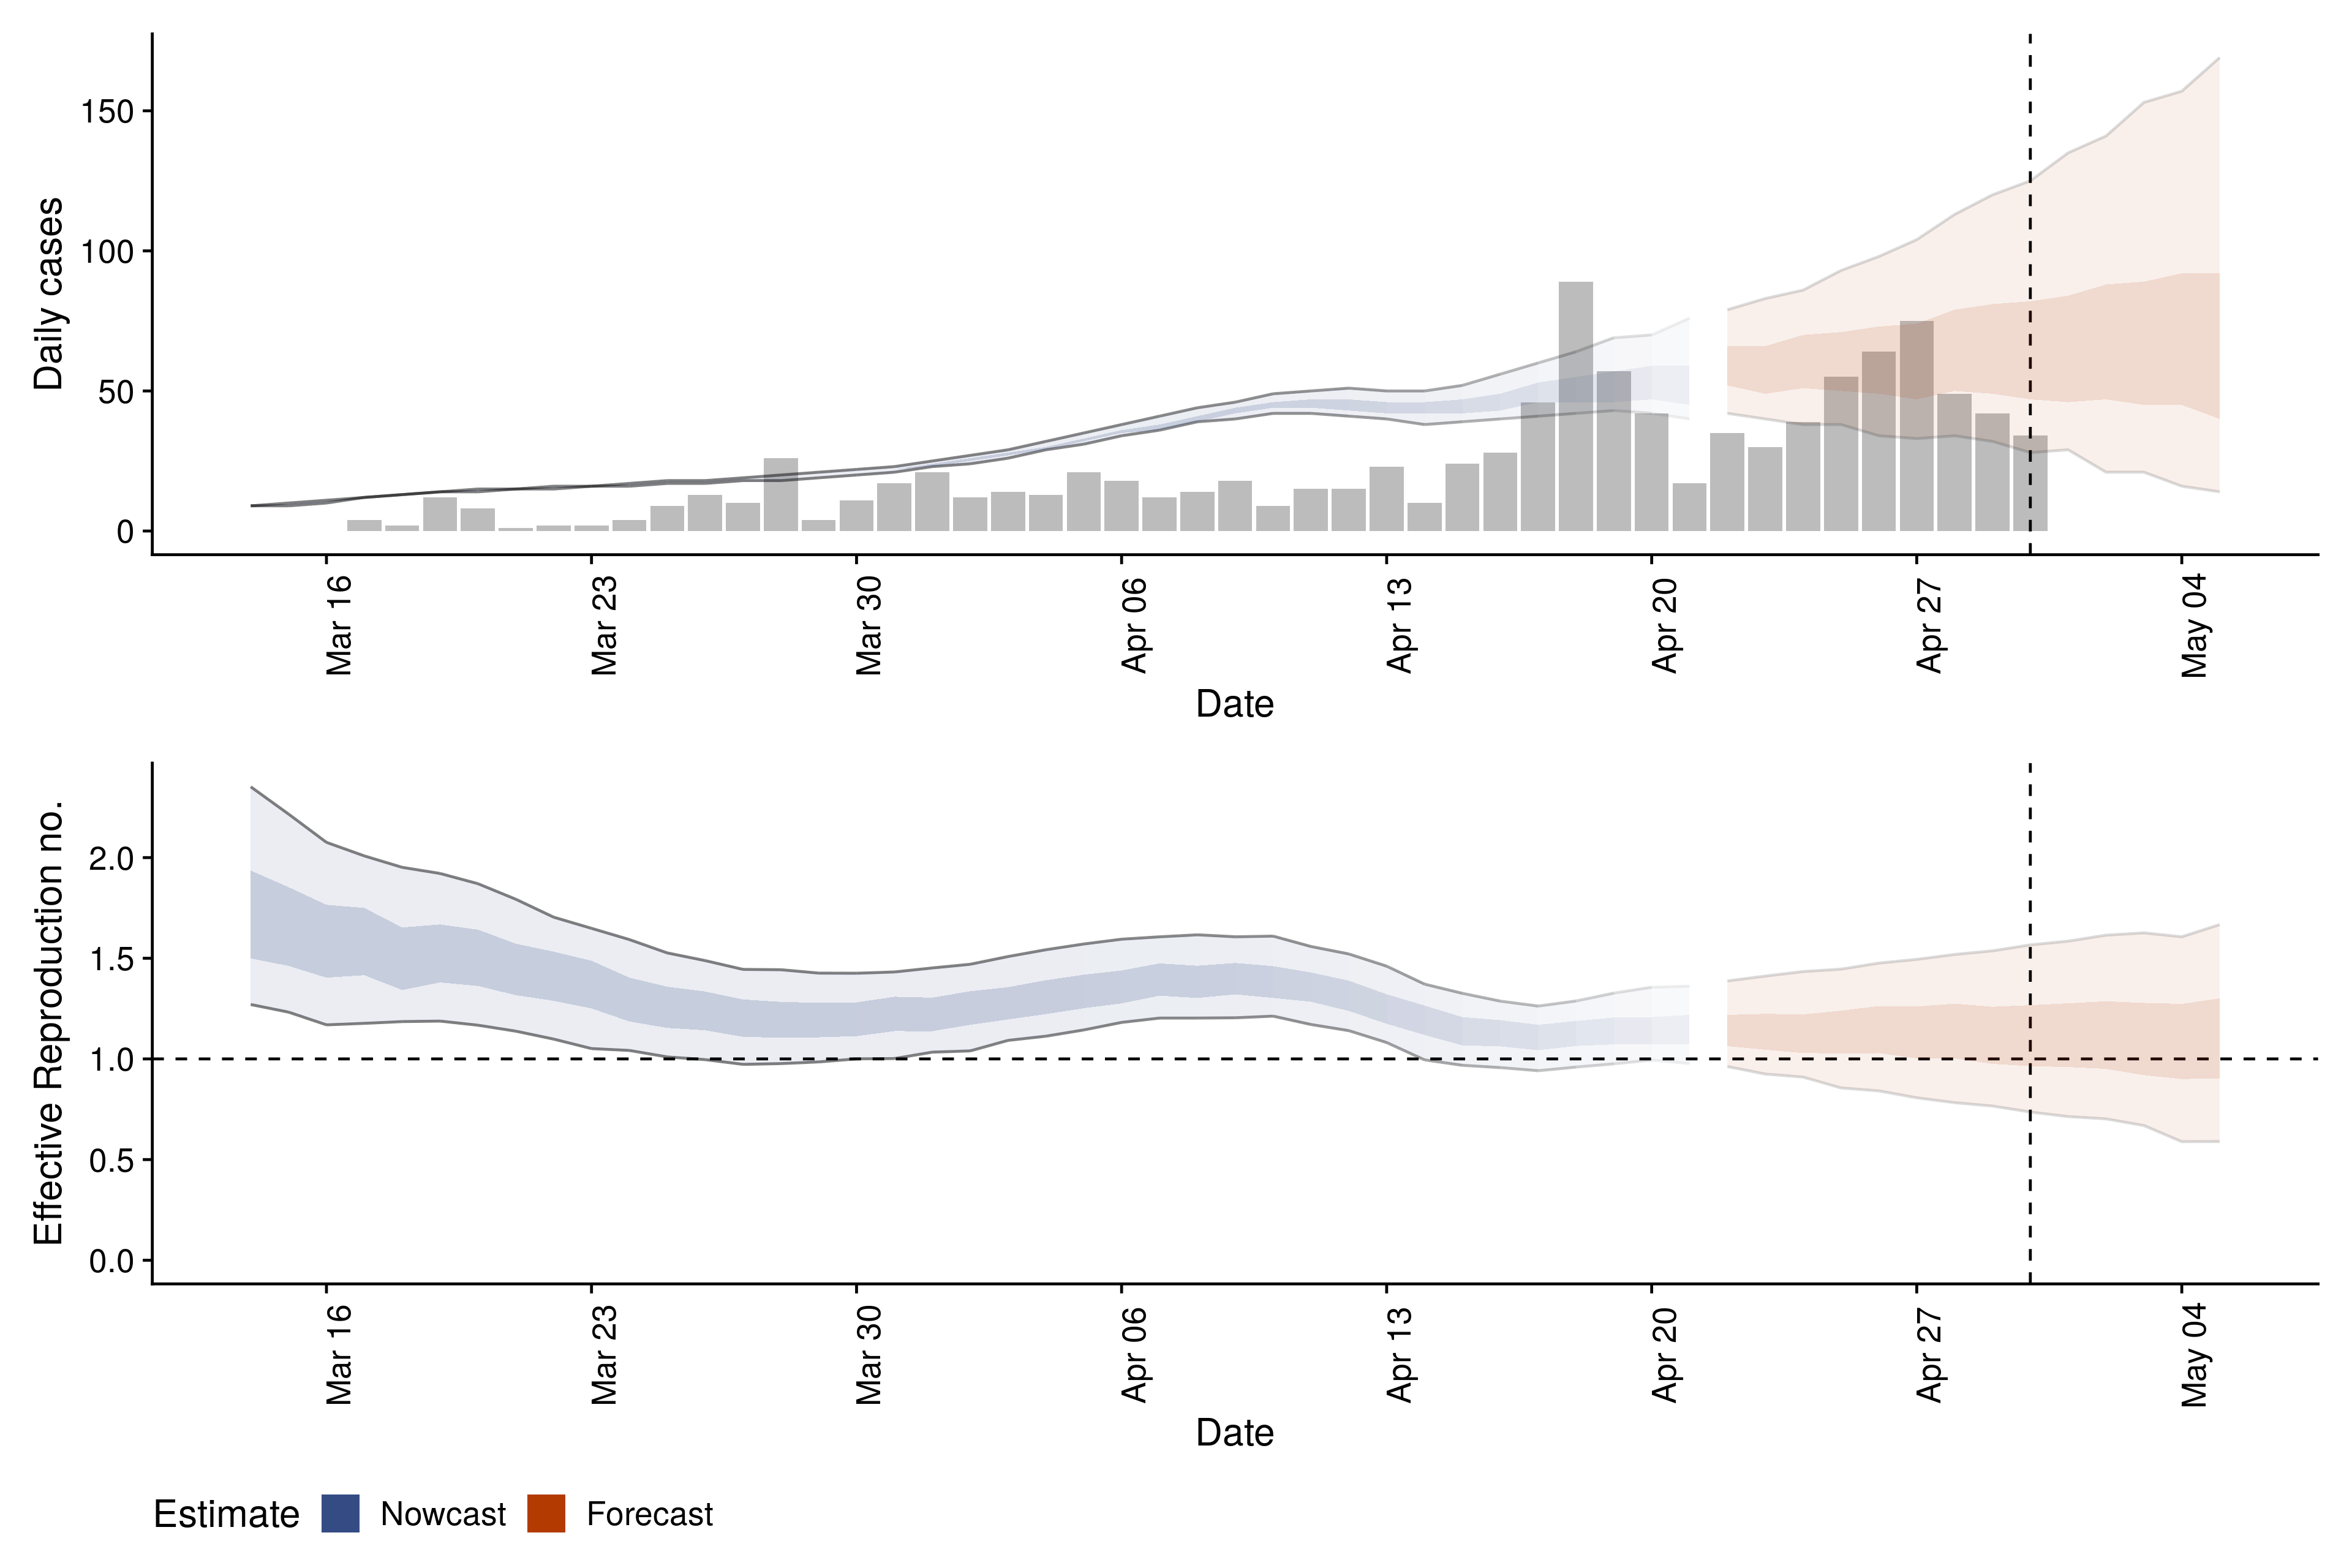 Daily cases
150
100
50
0
Mar 16
Mar 23
Mar 30
Apr 06
Apr 13
Apr 20
Apr 27
May 04
Date
Effective Reproduction no.
2.0
1.5
1.0
0.5
0.0
Mar 16
Mar 23
Mar 30
Apr 06
Apr 13
Apr 20
Apr 27
May 04
Date
Estimate Nowcast Forecast